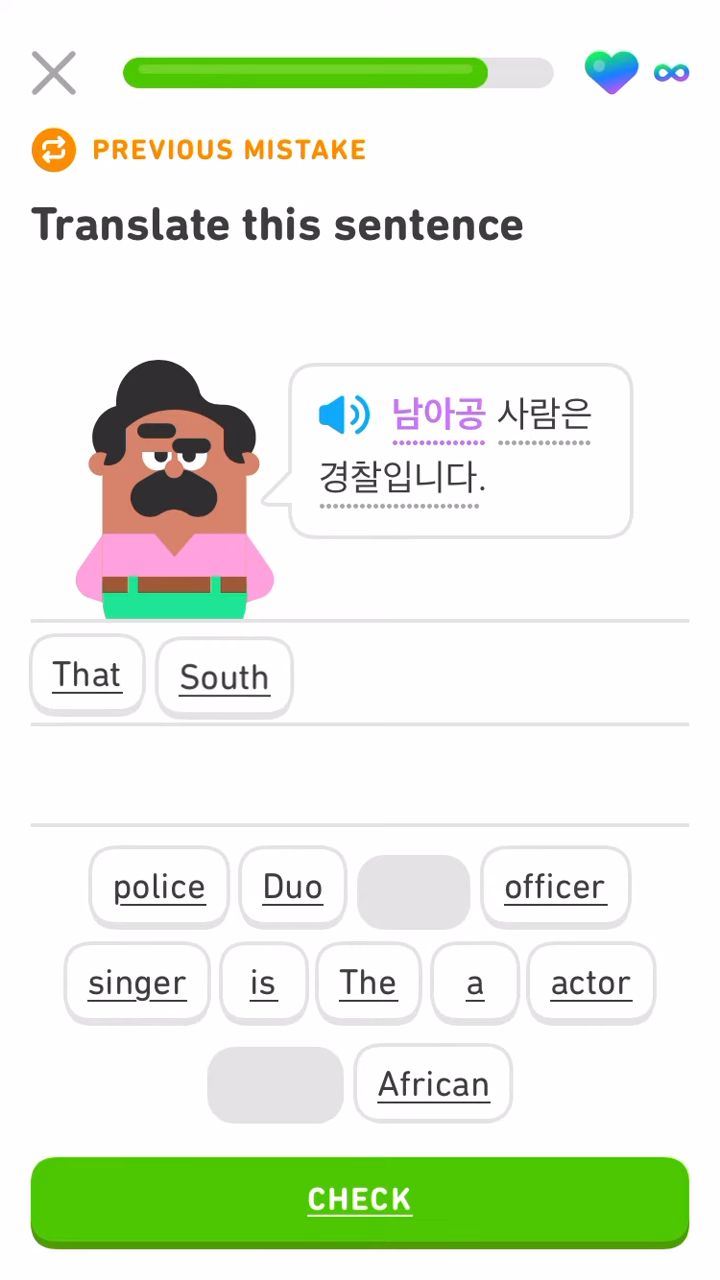 PREVIOUS MISTAKE
Translate this sentence
남아공 사람은
경찰입니다.
That South
police Duo officer
singer is The a actor
African
CHECK